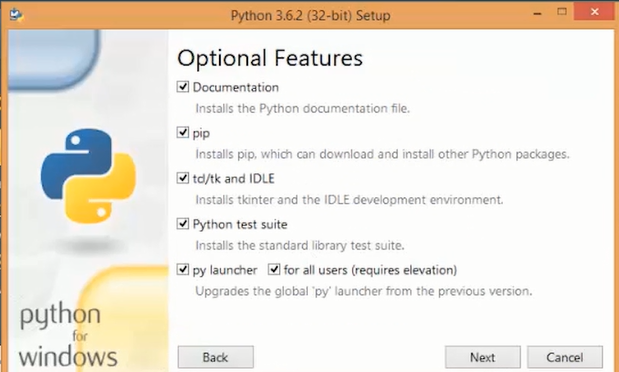 Python 3.6.2 (32-bit) Setup
Optional Features
Documentation
Installs the Python documentation file.
pip
Installs pip, which can download and install other Python packages.
tcl/tk and IDLE
Installs tkinter and the IDLE development environment.
Python test suite
Installs the standard library test suite.
py launcher for all users (requires elevation)
Upgrades the global 'py' launcher from the previous version.
python
for
windows
Back Next Cancel